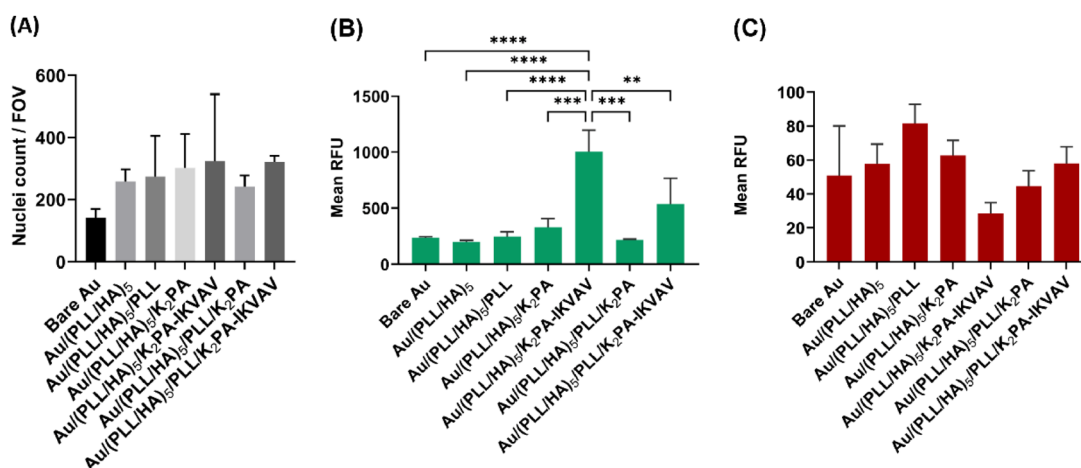 (A)
Nuclei count / FOV
600
400
200
0
Bare Au
Au/(PLL/HA)₅
Au/(PLL/HA)₅/PLL
Au/(PLL/HA)₅/K₂PA
Au/(PLL/HA)₅/K₂PA-IKVAV
Au/(PLL/HA)₅/PLL/K₂PA
Au/(PLL/HA)₅/PLL/K₂PA-IKVAV
(B)
****
****
****
**
***
***
Mean RFU
1500
1000
500
0
Bare Au
Au/(PLL/HA)₅
Au/(PLL/HA)₅/PLL
Au/(PLL/HA)₅/K₂PA
Au/(PLL/HA)₅/K₂PA-IKVAV
Au/(PLL/HA)₅/PLL/K₂PA
Au/(PLL/HA)₅/PLL/K₂PA-IKVAV
(C)
Mean RFU
100
80
60
40
20
0
Bare Au
Au/(PLL/HA)₅
Au/(PLL/HA)₅/PLL
Au/(PLL/HA)₅/K₂PA
Au/(PLL/HA)₅/K₂PA-IKVAV
Au/(PLL/HA)₅/PLL/K₂PA
Au/(PLL/HA)₅/PLL/K₂PA-IKVAV